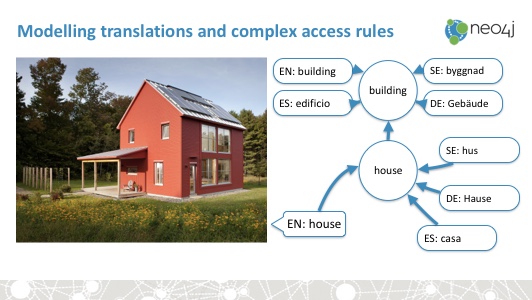 Modelling translations and complex access rules
neo4j
EN: building
SE: byggnad
building
ES: edificio
DE: Gebäude
SE: hus
house
DE: Hause
EN: house
ES: casa